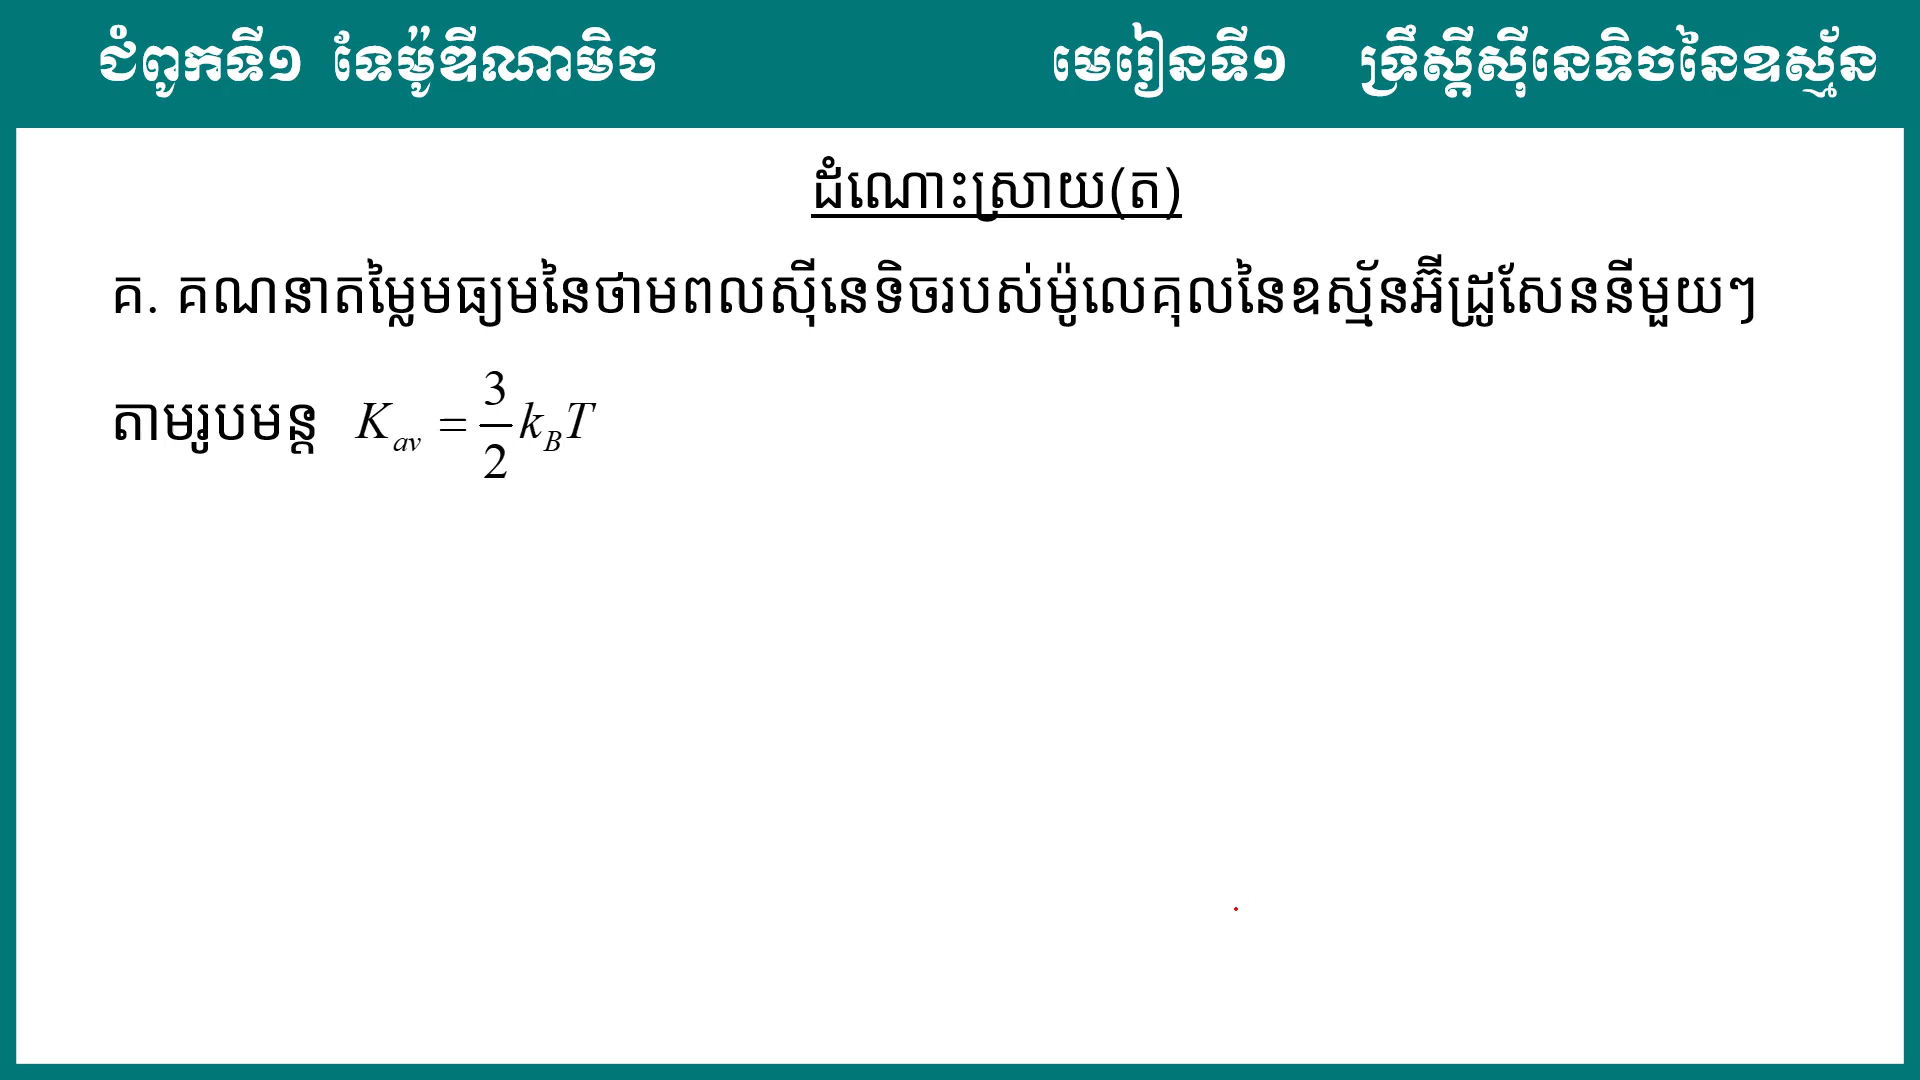 ជំពូកទី១ ទែម៉ូឌីណាមិច
មេរៀនទី១ ទ្រឹស្ដីស៊ីនេទិចនៃឧស្ម័ន
ដំណោះស្រាយ(ត)
គ. គណនាតម្លៃមធ្យមនៃថាមពលស៊ីនេទិចរបស់ម៉ូលេគុលនៃឧស្ម័នអ៊ីដ្រូសែននីមួយៗ
តាមរូបមន្ត K_{av} = \frac{3}{2} k_B T